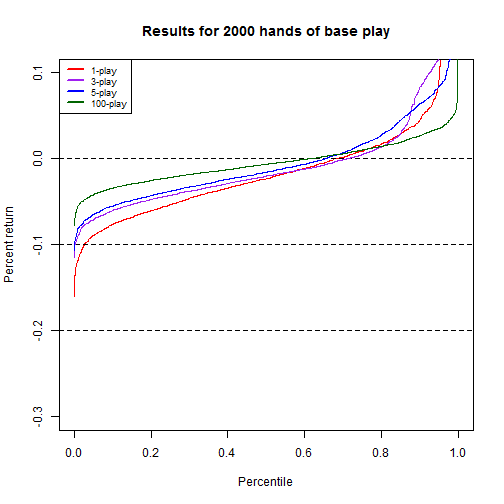 Results for 2000 hands of base play
1-play
3-play
5-play
100-play
Percent return
0.1
0.0
-0.1
-0.2
-0.3
0.0 0.2 0.4 0.6 0.8 1.0
Percentile